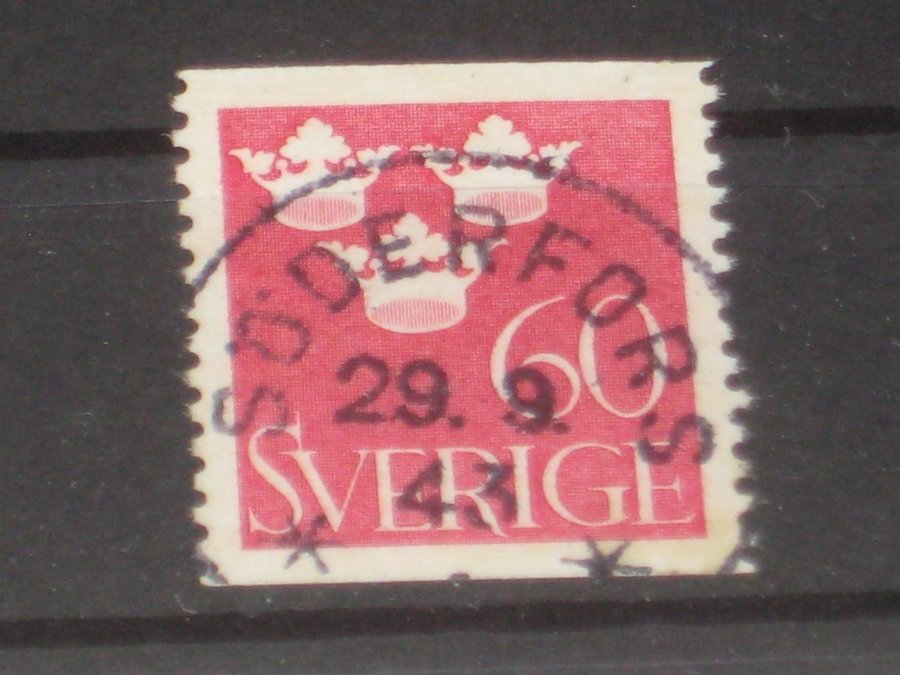 SÖDERFORS
60
29. 9.
43
SVERIGE
* *